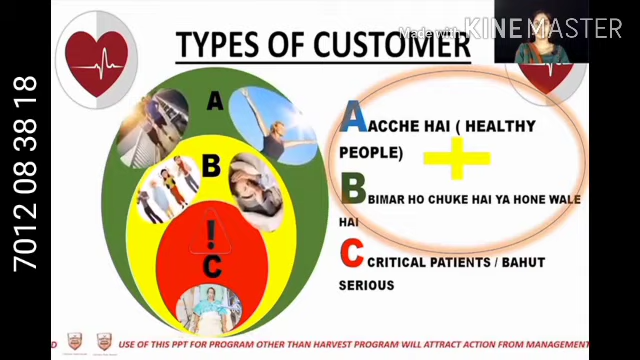 Made with KINEMASTER
TYPES OF CUSTOMER
7012 08 38 18
A
B
!
C
A ACCHE HAI ( HEALTHY
PEOPLE)
B BIMAR HO CHUKE HAI YA HONE WALE
HAI
C CRITICAL PATIENTS / BAHUT
SERIOUS
D
USE OF THIS PPT FOR PROGRAM OTHER THAN HARVEST PROGRAM WILL ATTRACT ACTION FROM MANAGEMENT